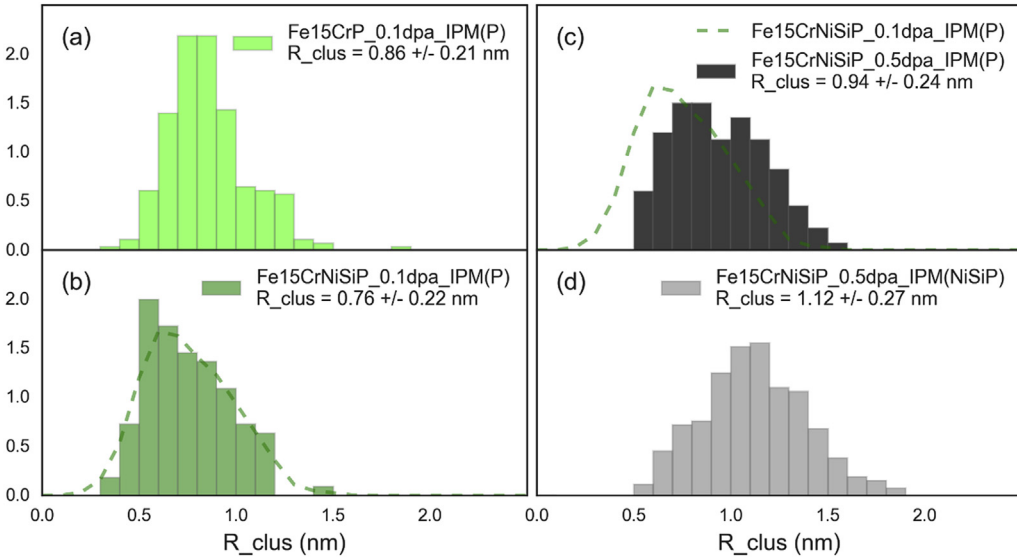 (a)
Fe15CrP_0.1dpa_IPM(P)
R_clus = 0.86 +/- 0.21 nm
2.0
1.5
1.0
0.5
0.0
(c)
Fe15CrNiSiP_0.1dpa_IPM(P)
Fe15CrNiSiP_0.5dpa_IPM(P)
R_clus = 0.94 +/- 0.24 nm
(b)
Fe15CrNiSiP_0.1dpa_IPM(P)
R_clus = 0.76 +/- 0.22 nm
2.0
1.5
1.0
0.5
0.0
0.0 0.5 1.0 1.5 2.0
R_clus (nm)
(d)
Fe15CrNiSiP_0.5dpa_IPM(NiSiP)
R_clus = 1.12 +/- 0.27 nm
0.0 0.5 1.0 1.5 2.0
R_clus (nm)